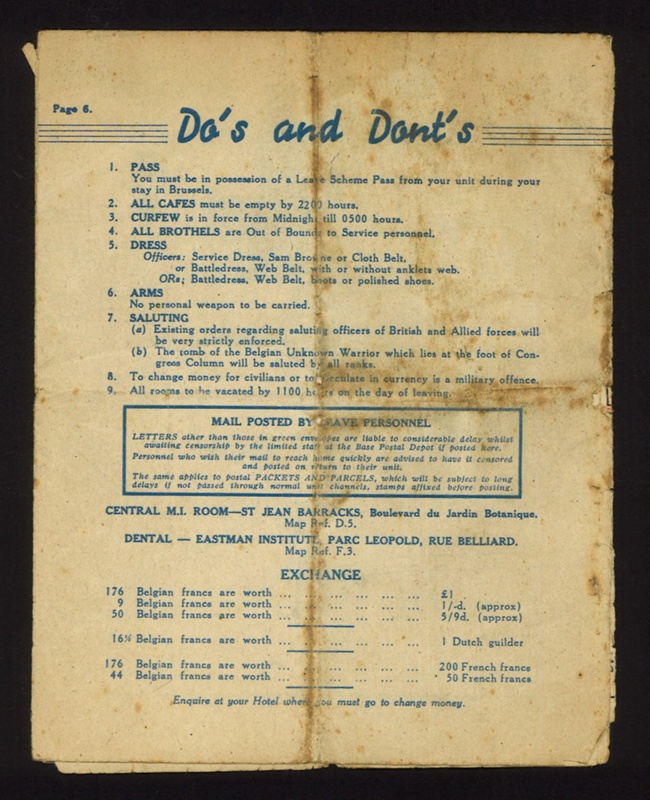 Page 6.
Do's and Dont's
1. PASS
You must be in possession of a Leave Scheme Pass from your unit during your
stay in Brussels.
2. ALL CAFES must be empty by 2200 hours.
3. CURFEW is in force from Midnight till 0500 hours.
4. ALL BROTHELS are Out of Bounds to Service personnel.
5. DRESS
Officers: Service Dress, Sam Browne or Cloth Belt,
or Battledress, Web Belt, with or without anklets web.
ORs; Battledress, Web Belt, boots or polished shoes.
6. ARMS
No personal weapon to be carried.
7. SALUTING
(a) Existing orders regarding saluting officers of British and Allied forces will
be very strictly enforced.
(b) The tomb of the Belgian Unknown Warrior which lies at the foot of Con-
gress Column will be saluted by all ranks.
8. To change money for civilians or to speculate in currency is a military offence.
9. All rooms to be vacated by 1100 hours on the day of leaving.
MAIL POSTED BY LEAVE PERSONNEL
LETTERS other than those in green envelopes are liable to considerable delay whilst
awaiting censorship by the limited staff at the Base Postal Depot if posted here.
Personnel who wish their mail to reach home quickly are advised to have it censored
and posted on return to their unit.
The same applies to postal PACKETS AND PARCELS, which will be subject to long
delays if not passed through normal unit channels, stamps affixed before posting.
CENTRAL M.I. ROOM—ST JEAN BARRACKS, Boulevard du Jardin Botanique.
Map Ref. D.5.
DENTAL — EASTMAN INSTITUTE, PARC LEOPOLD, RUE BELLIARD.
Map Ref. F.3.
EXCHANGE
176 Belgian francs are worth ... ... ... ... ... ... £1
9 Belgian francs are worth ... ... ... ... ... ... 1/-d. (approx)
50 Belgian francs are worth ... ... ... ... ... ... 5/9d. (approx)
16¼ Belgian francs are worth ... ... ... ... ... ... 1 Dutch guilder
176 Belgian francs are worth ... ... ... ... ... ... 200 French francs
44 Belgian francs are worth ... ... ... ... ... ... 50 French francs
Enquire at your Hotel where you must go to change money.